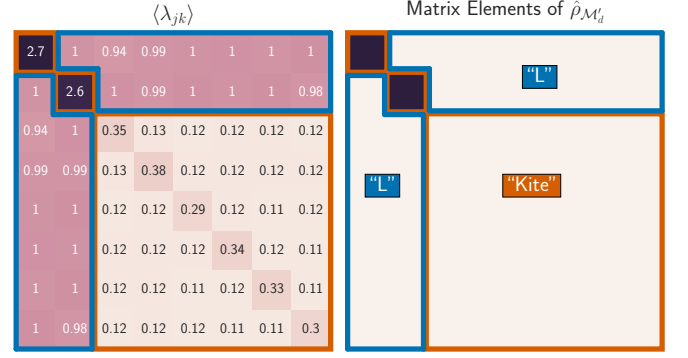 ⟨λ_{jk}⟩
2.7 1 0.94 0.99 1 1 1 1
1 2.6 1 0.99 1 1 1 0.98
0.94 1 0.35 0.13 0.12 0.12 0.12 0.12
0.99 0.99 0.13 0.38 0.12 0.12 0.12 0.12
1 1 0.12 0.12 0.29 0.12 0.11 0.12
1 1 0.12 0.12 0.12 0.34 0.12 0.11
1 1 0.12 0.12 0.11 0.12 0.33 0.11
1 0.98 0.12 0.12 0.12 0.11 0.11 0.3
Matrix Elements of ρ̂_{ℳ′_d}
“L”
“L”
“Kite”